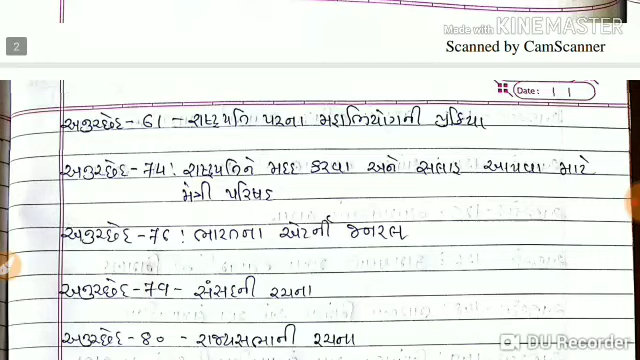 Made with KINEMASTER
2
Scanned by CamScanner
Date: 11
અનુચ્છેદ - 61 - રાષ્ટ્રપતિ પરના મહાભિયોગની પ્રક્રિયા
અનુચ્છેદ - 74 : રાષ્ટ્રપતિને મદદ કરવા અને સલાહ આપવા માટે
મંત્રી પરિષદ
અનુચ્છેદ - 76 : ભારતના એટર્ની જનરલ
અનુચ્છેદ - 79 - સંસદની રચના
અનુચ્છેદ - 80 - રાજ્યસભાની રચના
DU Recorder